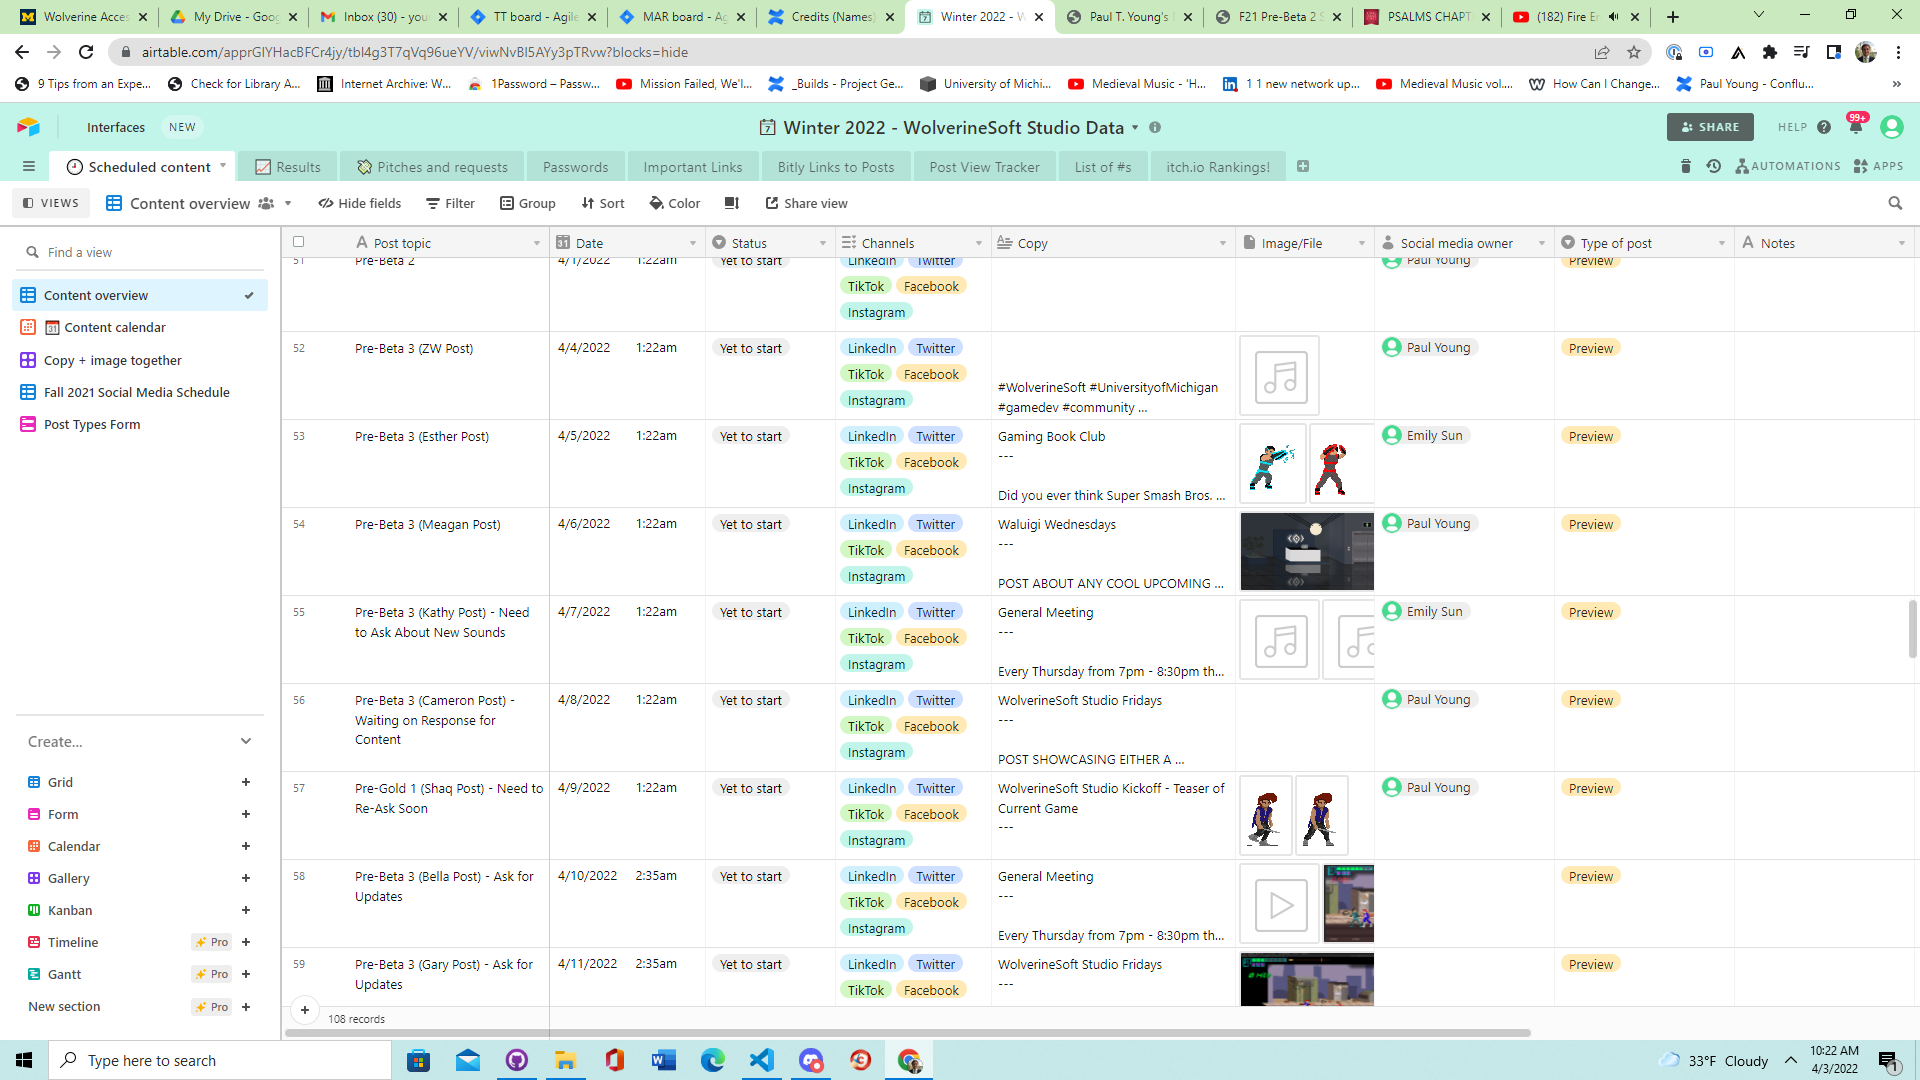 Wolverine Acces
My Drive - Goog
Inbox (30) - you
TT board - Agile
MAR board - Ag
Credits (Names)
Winter 2022 - W
Paul T. Young's
F21 Pre-Beta 2 S
PSALMS CHAPT
(182) Fire Er
airtable.com/apprGlYHacBFCr4jy/tbl4g3T7qVq96ueYV/viwNvBI5AYy3pTRvw?blocks=hide
9 Tips from an Expe...
Check for Library A...
Internet Archive: W...
1Password – Passw...
Mission Failed, We'l...
_Builds - Project Ge...
University of Michi...
Medieval Music - 'H...
1 1 new network up...
Medieval Music vol....
How Can I Change...
Paul Young - Conflu...
Interfaces NEW
Winter 2022 - WolverineSoft Studio Data
SHARE HELP 99+
Scheduled content
Results
Pitches and requests
Passwords
Important Links
Bitly Links to Posts
Post View Tracker
List of #s
itch.io Rankings!
AUTOMATIONS APPS
VIEWS Content overview Hide fields Filter Group Sort Color Share view
Find a view
Content overview
Content calendar
Copy + image together
Fall 2021 Social Media Schedule
Post Types Form
Create...
Grid
Form
Calendar
Gallery
Kanban
Timeline Pro
Gantt Pro
New section Pro
Post topic Date Status Channels Copy Image/File Social media owner Type of post Notes
51 Pre-Beta 2 4/1/2022 1:22am Yet to start LinkedIn Twitter Paul Young Preview
TikTok Facebook
Instagram
52 Pre-Beta 3 (ZW Post) 4/4/2022 1:22am Yet to start LinkedIn Twitter Paul Young Preview
TikTok Facebook #WolverineSoft #UniversityofMichigan
Instagram #gamedev #community ...
53 Pre-Beta 3 (Esther Post) 4/5/2022 1:22am Yet to start LinkedIn Twitter Gaming Book Club Emily Sun Preview
TikTok Facebook ---
Instagram Did you ever think Super Smash Bros. ...
54 Pre-Beta 3 (Meagan Post) 4/6/2022 1:22am Yet to start LinkedIn Twitter Waluigi Wednesdays Paul Young Preview
TikTok Facebook ---
Instagram POST ABOUT ANY COOL UPCOMING ...
55 Pre-Beta 3 (Kathy Post) - Need 4/7/2022 1:22am Yet to start LinkedIn Twitter General Meeting Emily Sun Preview
to Ask About New Sounds TikTok Facebook ---
Instagram Every Thursday from 7pm - 8:30pm th...
56 Pre-Beta 3 (Cameron Post) - 4/8/2022 1:22am Yet to start LinkedIn Twitter WolverineSoft Studio Fridays Paul Young Preview
Waiting on Response for TikTok Facebook ---
Content Instagram POST SHOWCASING EITHER A ...
57 Pre-Gold 1 (Shaq Post) - Need to 4/9/2022 1:22am Yet to start LinkedIn Twitter WolverineSoft Studio Kickoff - Teaser of Paul Young Preview
Re-Ask Soon TikTok Facebook Current Game
Instagram ---
58 Pre-Beta 3 (Bella Post) - Ask for 4/10/2022 2:35am Yet to start LinkedIn Twitter General Meeting Preview
Updates TikTok Facebook ---
Instagram Every Thursday from 7pm - 8:30pm th...
59 Pre-Beta 3 (Gary Post) - Ask for 4/11/2022 2:35am Yet to start LinkedIn Twitter WolverineSoft Studio Fridays Preview
Updates TikTok Facebook ---
108 records
Type here to search
33°F Cloudy
10:22 AM
4/3/2022
1